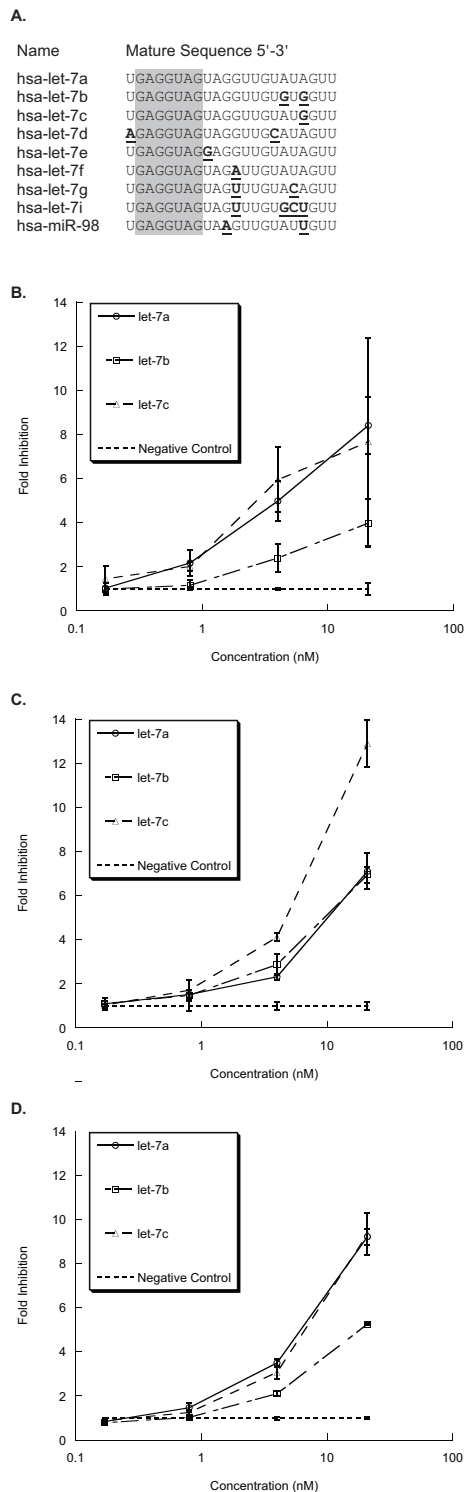 A.
Name Mature Sequence 5'-3'
hsa-let-7a UGAGGUAGUAGGUUGUAUAGUU
hsa-let-7b UGAGGUAGUAGGUUGUGUGGUU
hsa-let-7c UGAGGUAGUAGGUUGUAUGGUU
hsa-let-7d AGAGGUAGUAGGUUGCAUAGUU
hsa-let-7e UGAGGUAGGAGGUUGUAUAGUU
hsa-let-7f UGAGGUAGUAGAUUGUAUAGUU
hsa-let-7g UGAGGUAGUAGUUUGUACAGUU
hsa-let-7i UGAGGUAGUAGUUUGUGCUGUU
hsa-miR-98 UGAGGUAGUAAGUUGUAUUGUU
B.
14
12
10
8
6
4
2
0
Fold Inhibition
let-7a
let-7b
let-7c
Negative Control
0.1 1 10 100
Concentration (nM)
C.
14
12
10
8
6
4
2
0
Fold Inhibition
let-7a
let-7b
let-7c
Negative Control
0.1 1 10 100
Concentration (nM)
D.
14
12
10
8
6
4
2
0
Fold Inhibition
let-7a
let-7b
let-7c
Negative Control
0.1 1 10 100
Concentration (nM)